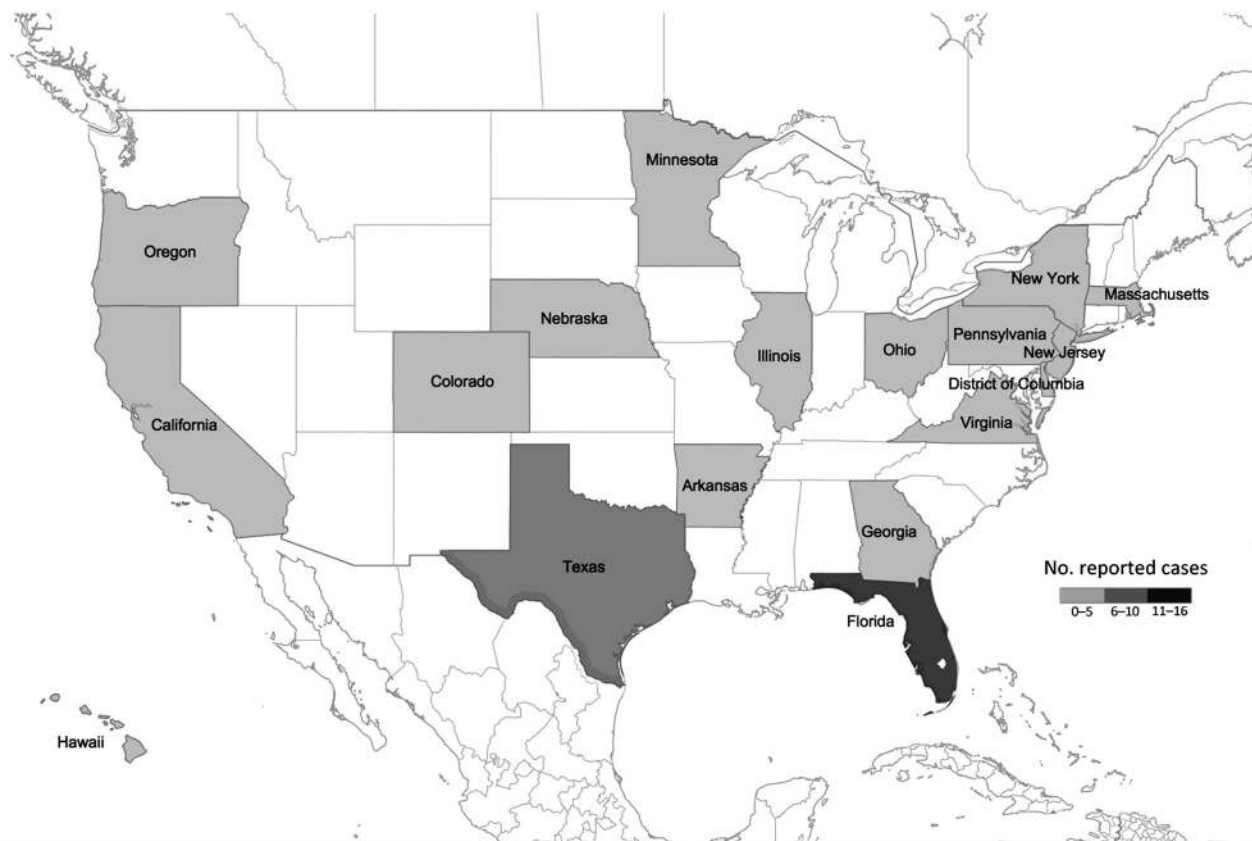 Minnesota
Oregon
New York
Massachusetts
Nebraska
Pennsylvania
Illinois
Ohio
New Jersey
Colorado
District of Columbia
California
Virginia
Arkansas
Georgia
Texas
No. reported cases
0–5 6–10 11–16
Florida
Hawaii